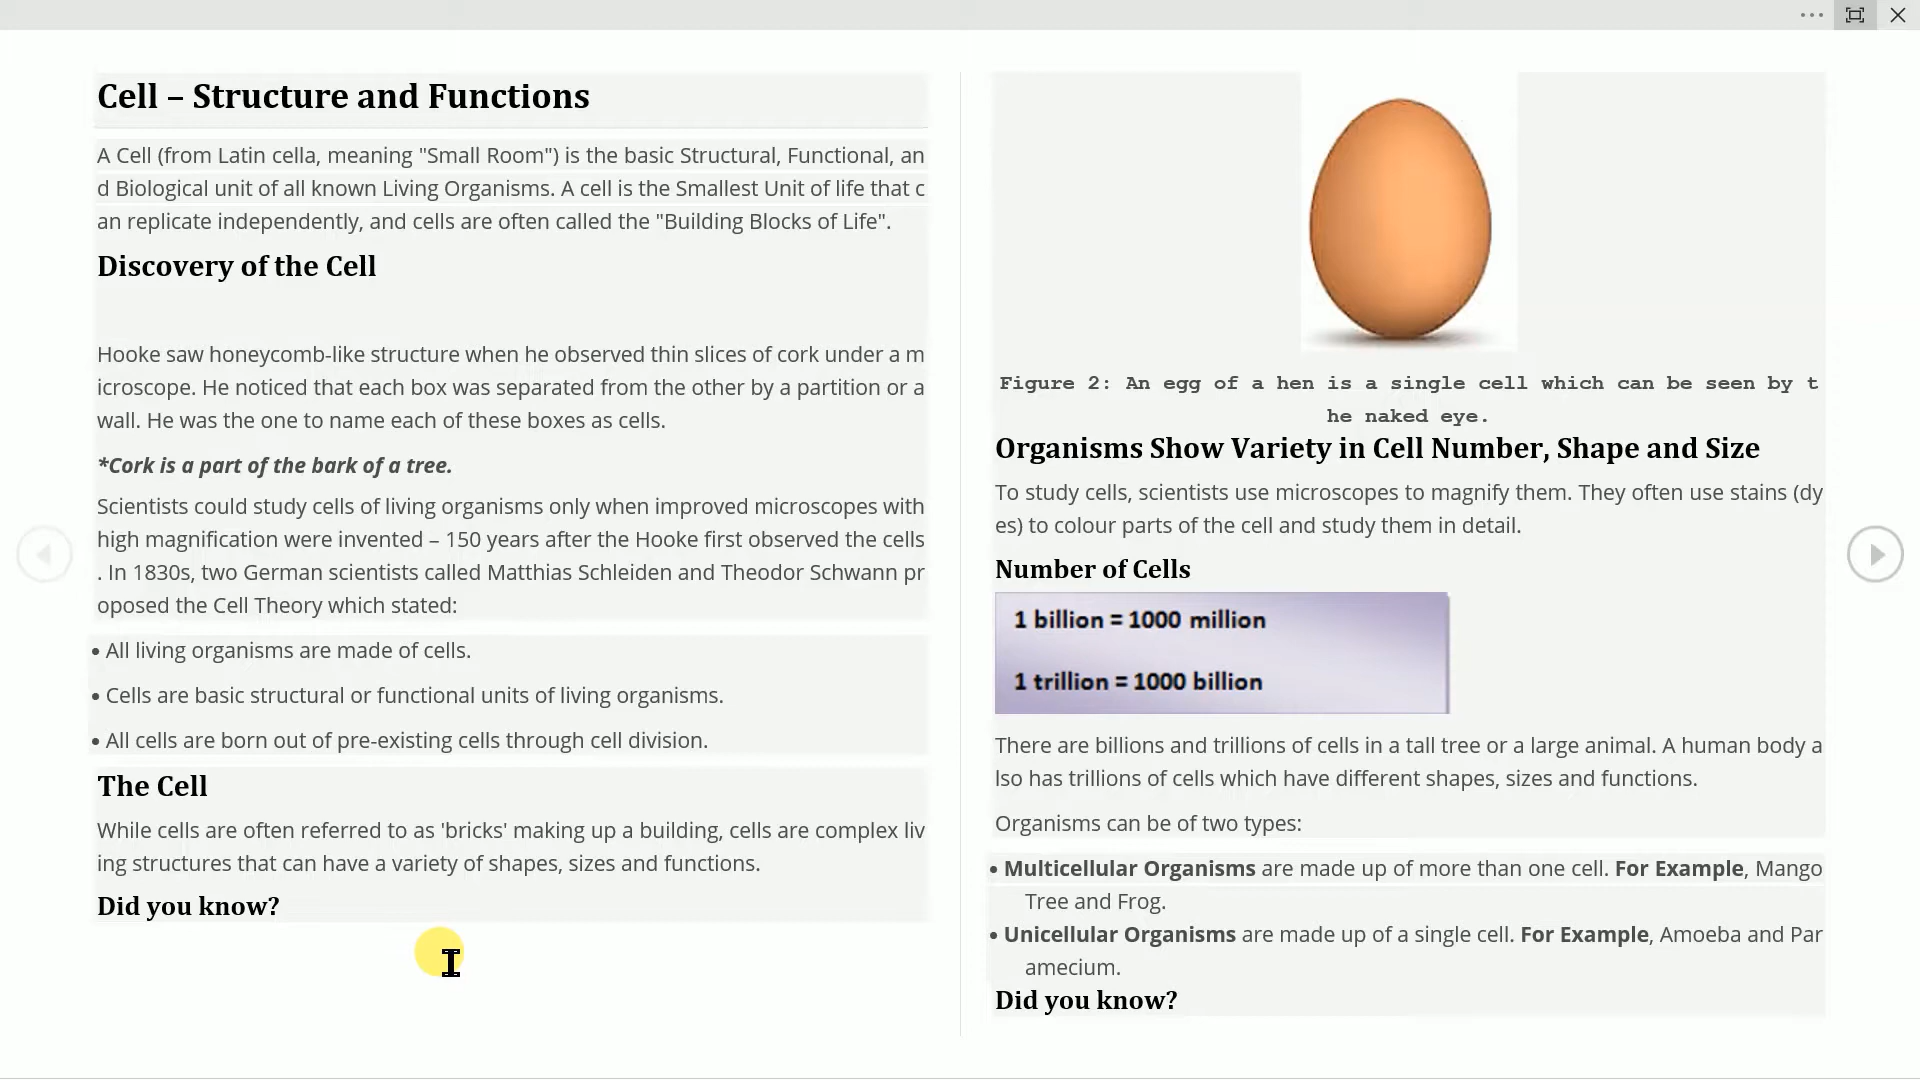 Cell – Structure and Functions
A Cell (from Latin cella, meaning "Small Room") is the basic Structural, Functional, an
d Biological unit of all known Living Organisms. A cell is the Smallest Unit of life that c
an replicate independently, and cells are often called the "Building Blocks of Life".
Discovery of the Cell
Hooke saw honeycomb-like structure when he observed thin slices of cork under a m
icroscope. He noticed that each box was separated from the other by a partition or a
wall. He was the one to name each of these boxes as cells.
*Cork is a part of the bark of a tree.
Scientists could study cells of living organisms only when improved microscopes with
high magnification were invented – 150 years after the Hooke first observed the cells
. In 1830s, two German scientists called Matthias Schleiden and Theodor Schwann pr
oposed the Cell Theory which stated:
• All living organisms are made of cells.
• Cells are basic structural or functional units of living organisms.
• All cells are born out of pre-existing cells through cell division.
The Cell
While cells are often referred to as 'bricks' making up a building, cells are complex liv
ing structures that can have a variety of shapes, sizes and functions.
Did you know?
Figure 2: An egg of a hen is a single cell which can be seen by t
he naked eye.
Organisms Show Variety in Cell Number, Shape and Size
To study cells, scientists use microscopes to magnify them. They often use stains (dy
es) to colour parts of the cell and study them in detail.
Number of Cells
1 billion = 1000 million
1 trillion = 1000 billion
There are billions and trillions of cells in a tall tree or a large animal. A human body a
lso has trillions of cells which have different shapes, sizes and functions.
Organisms can be of two types:
• Multicellular Organisms are made up of more than one cell. For Example, Mango
Tree and Frog.
• Unicellular Organisms are made up of a single cell. For Example, Amoeba and Par
amecium.
Did you know?